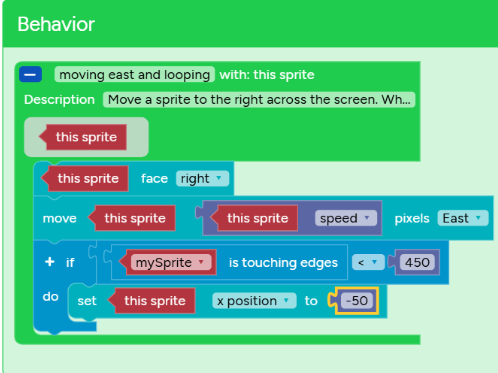 Behavior
moving east and looping with: this sprite
Description Move a sprite to the right across the screen. Wh...
this sprite
this sprite face right
move this sprite this sprite speed pixels East
+ if mySprite is touching edges < 450
do set this sprite x position to -50